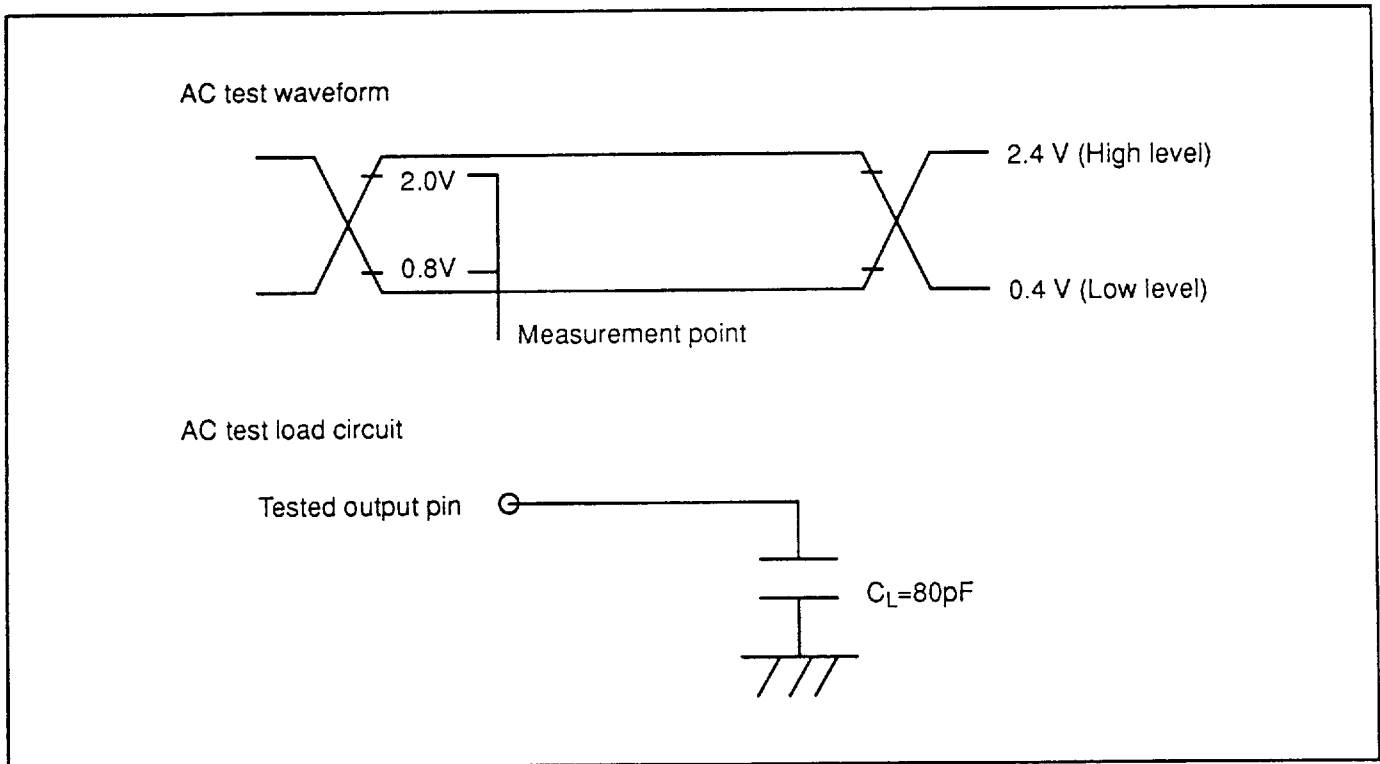 AC test waveform
2.4 V (High level)
2.0V
0.8V
0.4 V (Low level)
Measurement point
AC test load circuit
Tested output pin
CL=80pF